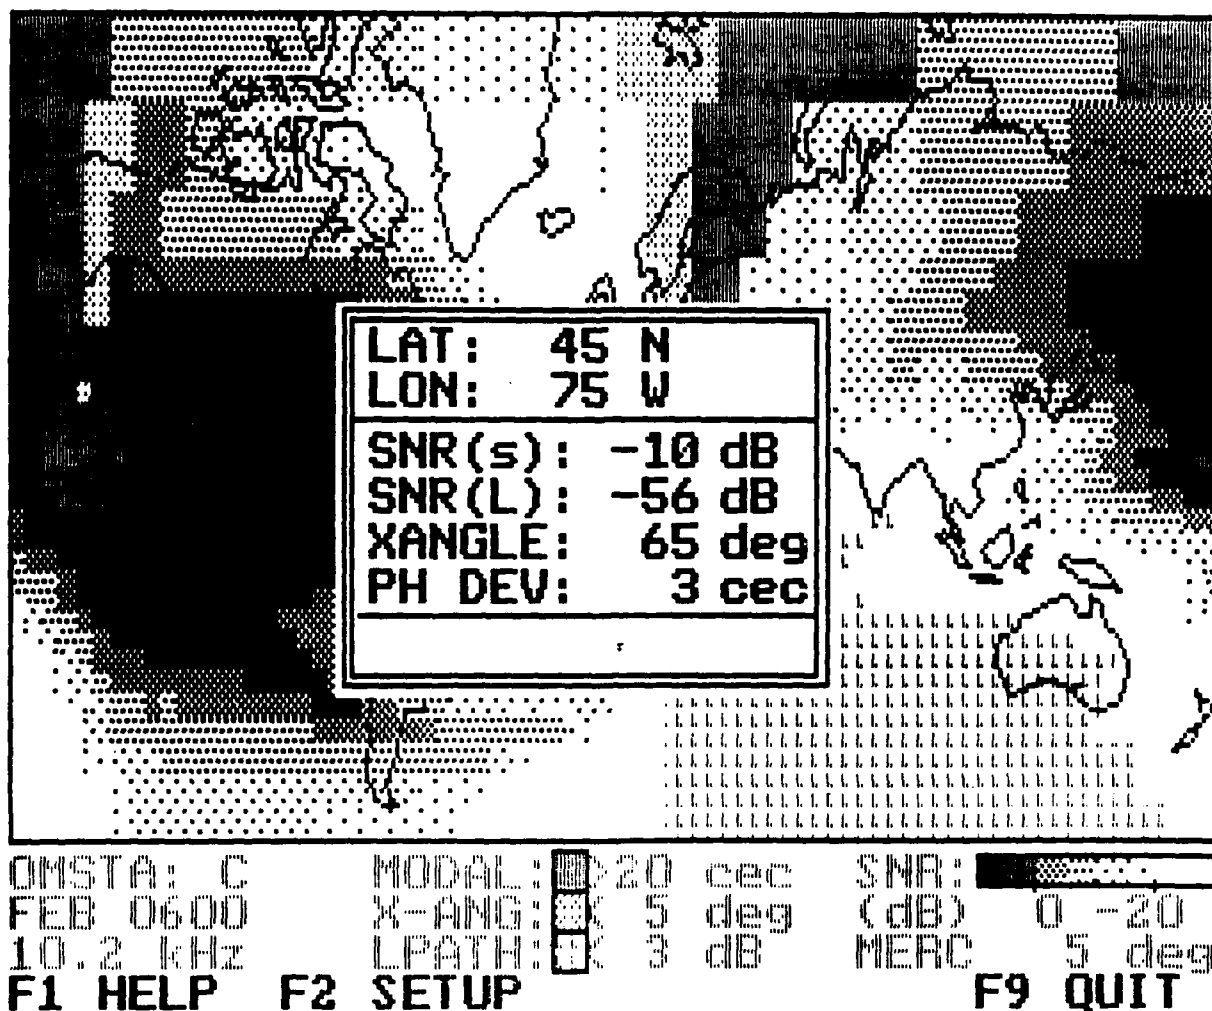 LAT: 45 N
LON: 75 W
SNR(s): -10 dB
SNR(L): -56 dB
XANGLE: 65 deg
PH DEV: 3 cec
OMSTA: C MODAL: >20 cec SNR:
FEB 0600 X-ANG: < 5 deg (dB) 0 -20
10.2 kHz LPATH: < 3 dB MERC 5 deg
F1 HELP F2 SETUP F9 QUIT